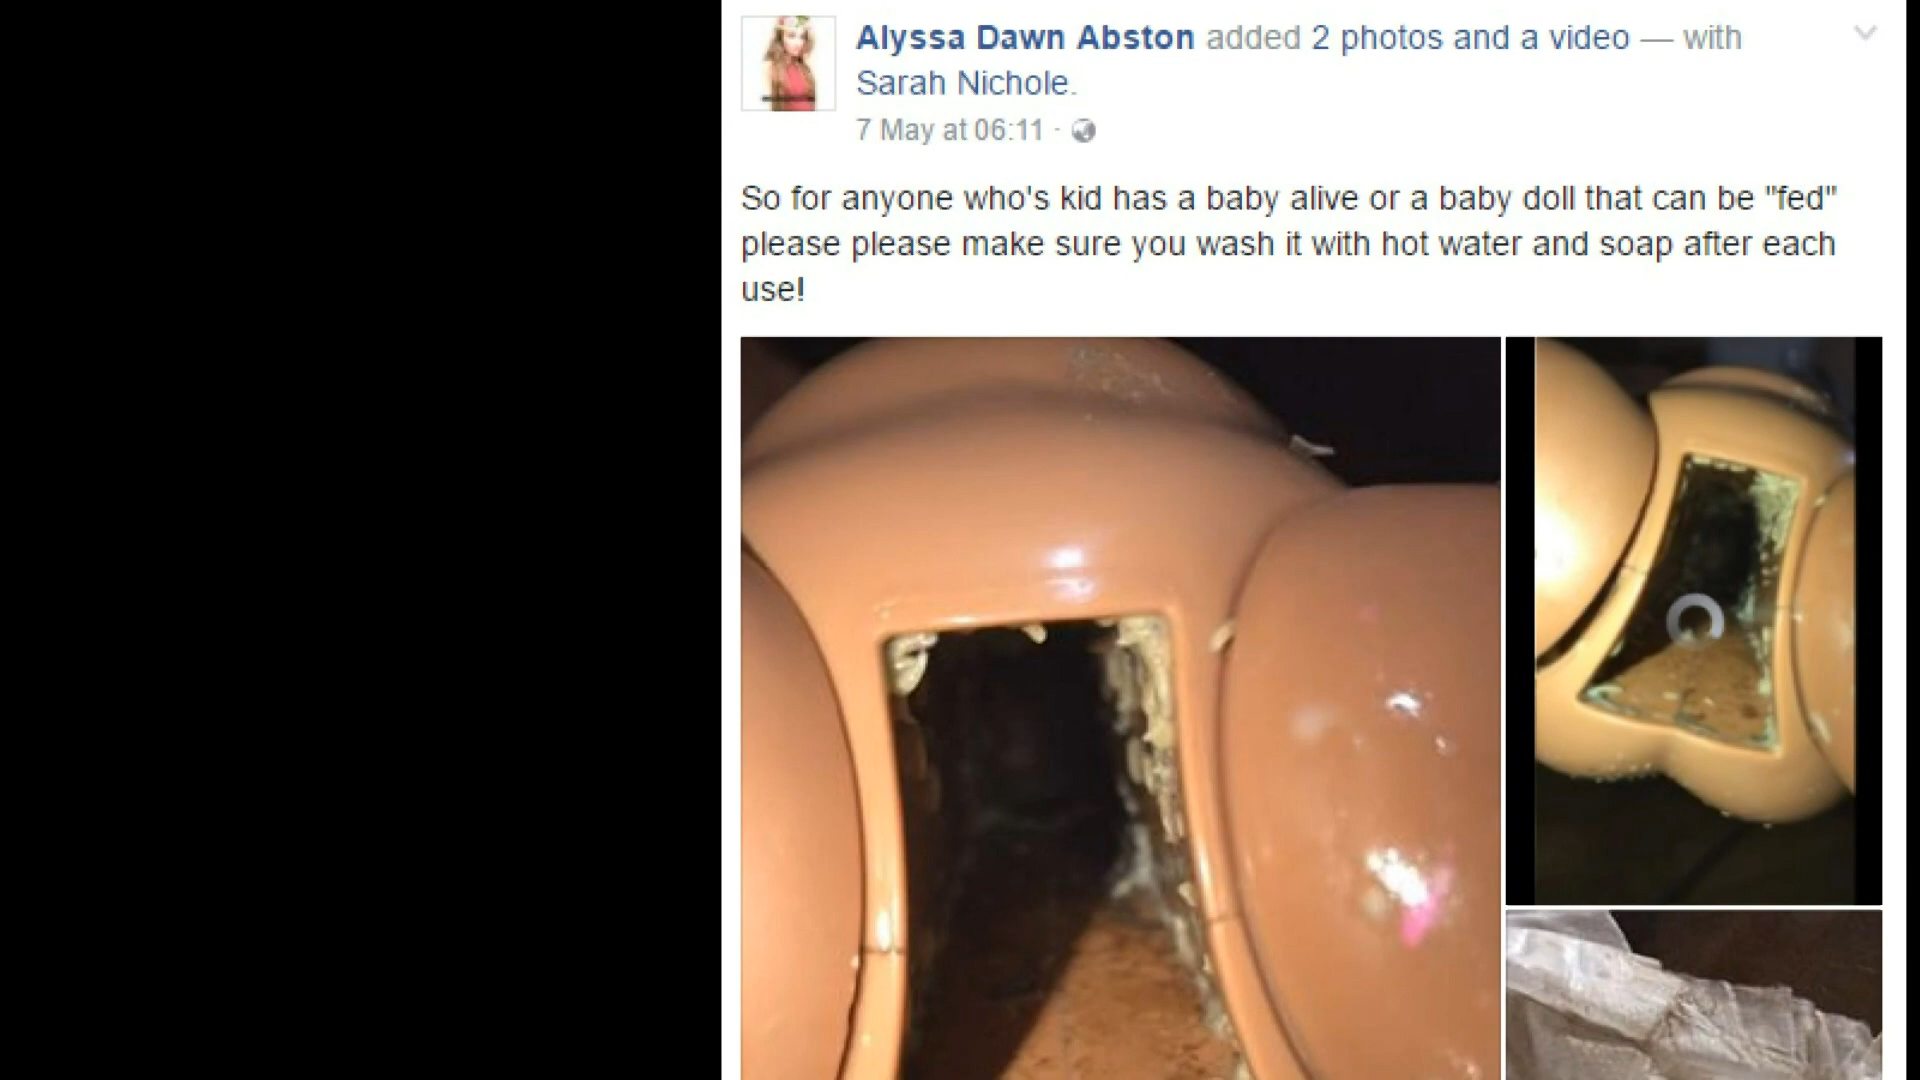 Alyssa Dawn Abston added 2 photos and a video — with
Sarah Nichole.
7 May at 06:11 ·
So for anyone who's kid has a baby alive or a baby doll that can be "fed"
please please make sure you wash it with hot water and soap after each
use!